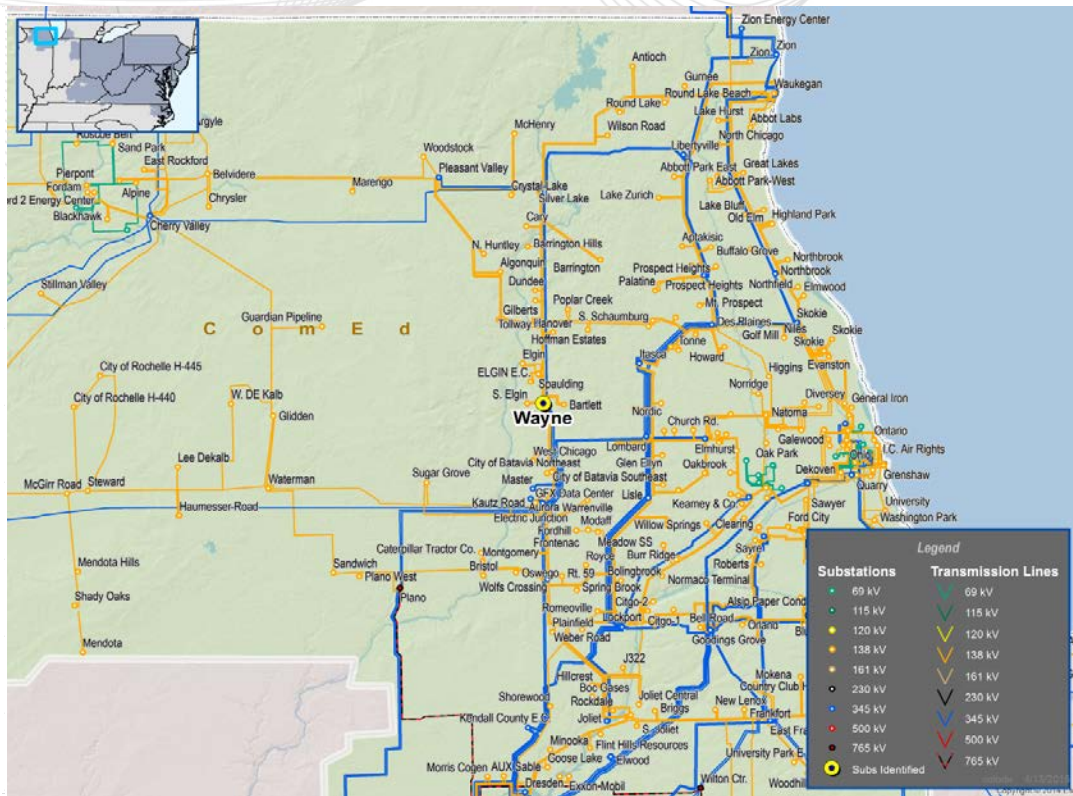 Zion Energy Center
Zion
Zion
Antioch
Gurnee
Waukegan
Round Lake Beach
Round Lake
Lake Hurst
Abbot Labs
McHenry
Wilson Road
North Chicago
Argyle
Roscoe Bert
Sand Park
Woodstock
Libertyville
East Rockford
Pleasant Valley
Great Lakes
Abbott Park East
Pierpont
Belvidere
Abbott Park-West
Fordam
Marengo
Crystal Lake
Alpine
Silver Lake
Lake Zurich
ord 2 Energy Center
Chrysler
Lake Bluff
Blackhawk
Cary
Old Elm
Highland Park
Cherry Valley
N. Huntley
Barrington Hills
Aptakisic
Buffalo Grove
Northbrook
Algonquin
Barrington
Prospect Heights
Northbrook
Dundee
Palatine
Prospect Heights
Northfield
Stillman Valley
Elmwood
Poplar Creek
Mt. Prospect
Gilberts
Skokie
Guardian Pipeline
Tollway
Hanover
S. Schaumburg
Des Plaines
Niles
Skokie
C o m E d
Hoffman Estates
Golf Mill
Skokie
Tonne
Elgin
Itasca
Howard
Evanston
City of Rochelle H-445
ELGIN E.C.
Higgins
Spaulding
Norridge
W. DE Kalb
S. Elgin
Bartlett
Diversey
General Iron
City of Rochelle H-440
Nordic
Natoma
Glidden
Wayne
Church Rd.
Ontario
Galewood
West Chicago
Lombard
Elmhurst
Oak Park
Ohio
I.C. Air Rights
Lee Dekalb
City of Batavia Northeast
Glen Ellyn
Oakbrook
Dekoven
Grenshaw
McGirr Road
Steward
Waterman
Sugar Grove
Master
City of Batavia Southeast
Quarry
GFX Data Center
Lisle
University
Kautz Road
Aurora
Warrenville
Kearney & Co.
Sawyer
Haumesser-Road
Electric Junction
Modaff
Willow Springs
Clearing
Ford City
Washington Park
Fordhill
Meadow SS
Frontenac
Sayre
Caterpillar Tractor Co.
Montgomery
Royce
Burr Ridge
Roberts
Mendota Hills
Sandwich
Bristol
Bolingbrook
Plano West
Oswego
Rt. 59
Normaco Terminal
Wolfs Crossing
Spring Brook
Shady Oaks
Plano
Citgo-2
Alsip Paper Cond
Romeoville
Lockport
Plainfield
Citgo-1
Bell Road
Orland
Weber Road
Goodings Grove
Mendota
J322
Hillcrest
Mokena
Boc Gases
Joliet Central
Country Club H
Shorewood
Rockdale
Briggs
New Lenox
Kendall County E.C.
Joliet
S. Joliet
Frankfort
East Fra
Minooka
Flint Hills Resources
Goose Lake
Elwood
University Park E
Morris Cogen
AUX Sable
Dresden
Exxon-Mobil
Wilton Ctr.
Woodhill
Legend
Substations
Transmission Lines
69 kV
69 kV
115 kV
115 kV
120 kV
120 kV
138 kV
138 kV
161 kV
161 kV
230 kV
230 kV
345 kV
345 kV
500 kV
500 kV
765 kV
765 kV
Subs Identified